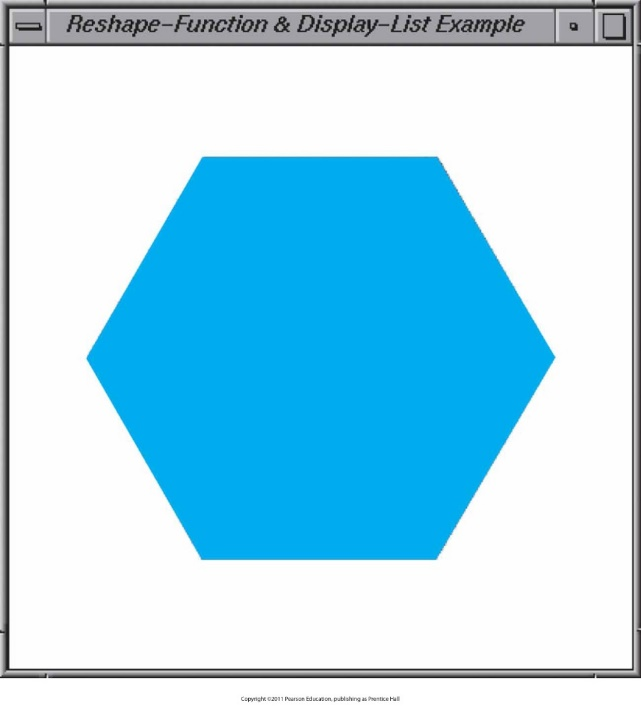 Reshape-Function & Display-List Example
Copyright ©2011 Pearson Education, publishing as Prentice Hall